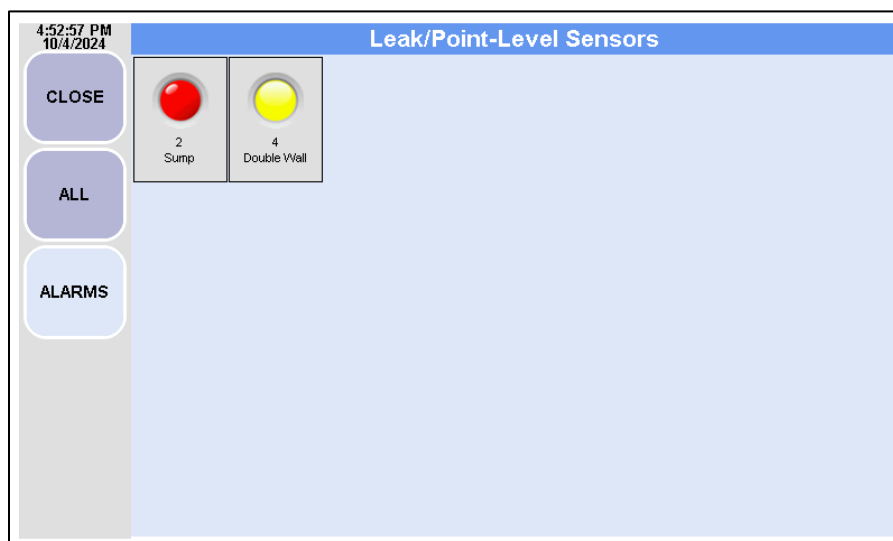 4:52:57 PM
10/4/2024
Leak/Point-Level Sensors
CLOSE
ALL
ALARMS
2
Sump
4
Double Wall